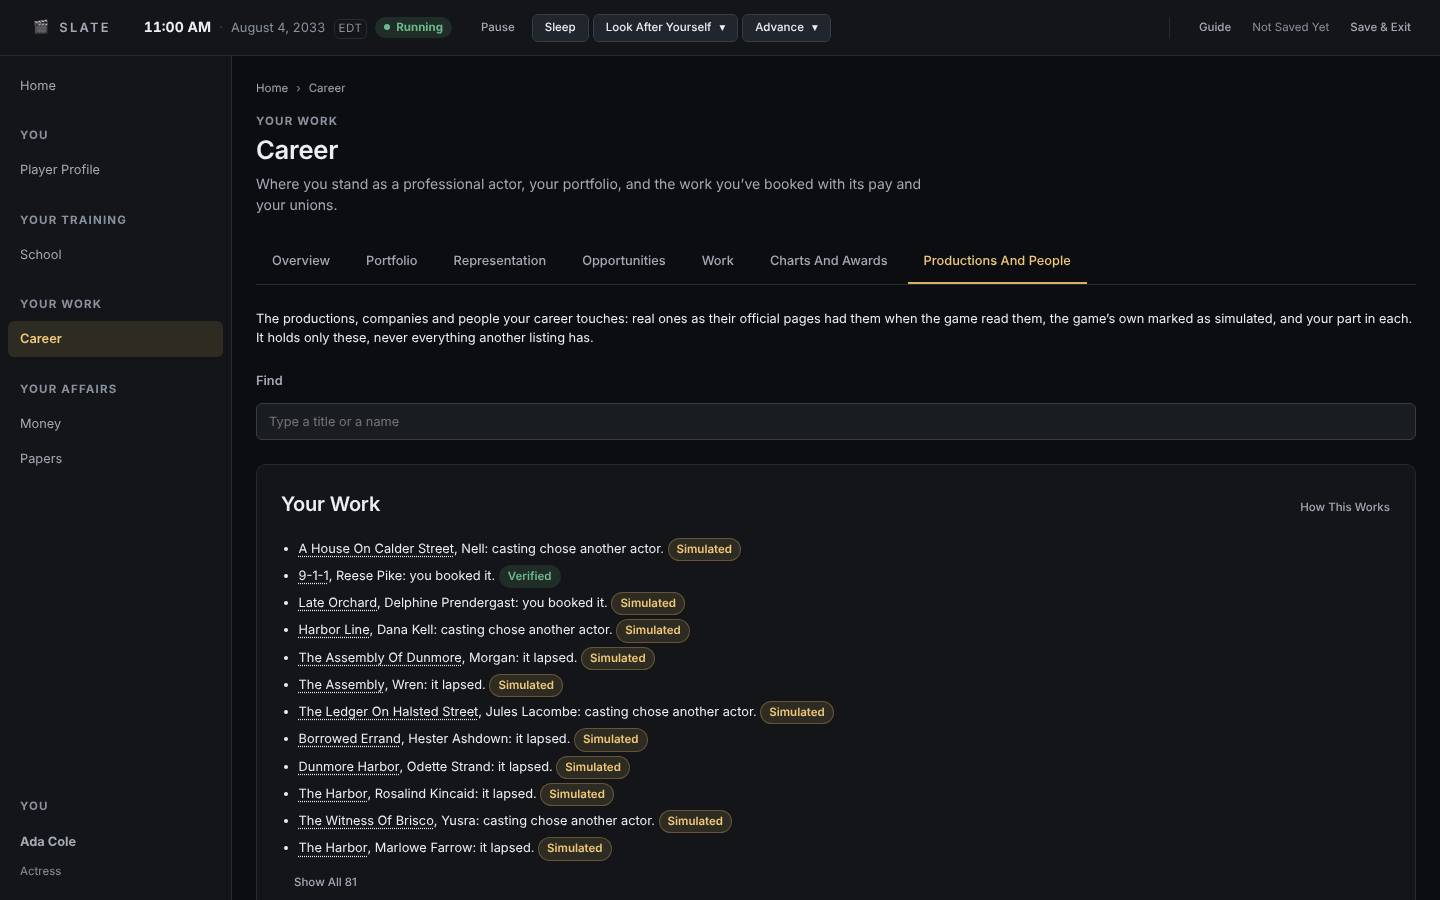 SLATE
11:00 AM · August 4, 2033 EDT Running Pause Sleep Look After Yourself ▾ Advance ▾ Guide Not Saved Yet Save & Exit
Home
YOU
Player Profile
YOUR TRAINING
School
YOUR WORK
Career
YOUR AFFAIRS
Money
Papers
YOU
Ada Cole
Actress
Home › Career
YOUR WORK
Career
Where you stand as a professional actor, your portfolio, and the work you’ve booked with its pay and
your unions.
Overview Portfolio Representation Opportunities Work Charts And Awards Productions And People
The productions, companies and people your career touches: real ones as their official pages had them when the game read them, the game’s own marked as simulated, and your part in each.
It holds only these, never everything another listing has.
Find
Type a title or a name
Your Work How This Works
• A House On Calder Street, Nell: casting chose another actor. Simulated
• 9-1-1, Reese Pike: you booked it. Verified
• Late Orchard, Delphine Prendergast: you booked it. Simulated
• Harbor Line, Dana Kell: casting chose another actor. Simulated
• The Assembly Of Dunmore, Morgan: it lapsed. Simulated
• The Assembly, Wren: it lapsed. Simulated
• The Ledger On Halsted Street, Jules Lacombe: casting chose another actor. Simulated
• Borrowed Errand, Hester Ashdown: it lapsed. Simulated
• Dunmore Harbor, Odette Strand: it lapsed. Simulated
• The Harbor, Rosalind Kincaid: it lapsed. Simulated
• The Witness Of Brisco, Yusra: casting chose another actor. Simulated
• The Harbor, Marlowe Farrow: it lapsed. Simulated
Show All 81